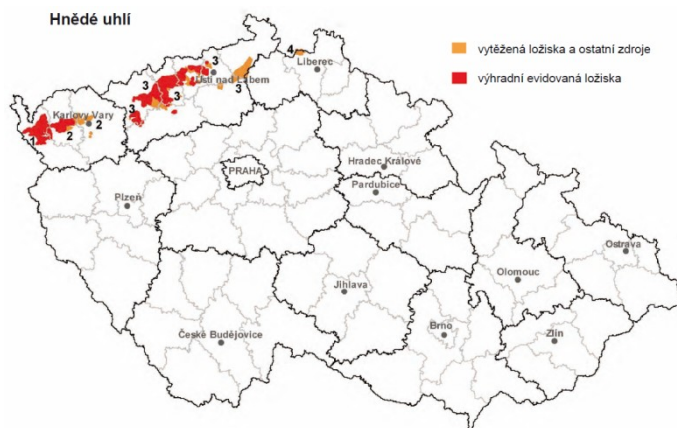 Hnědé uhlí
vytěžená ložiska a ostatní zdroje
výhradní evidovaná ložiska
4
Liberec
3
Ústí nad Labem
3
3
3
3
Karlovy Vary
2
1
2
Hradec Králové
PRAHA
Pardubice
Plzeň
Ostrava
Olomouc
Jihlava
České Budějovice
Brno
Zlín